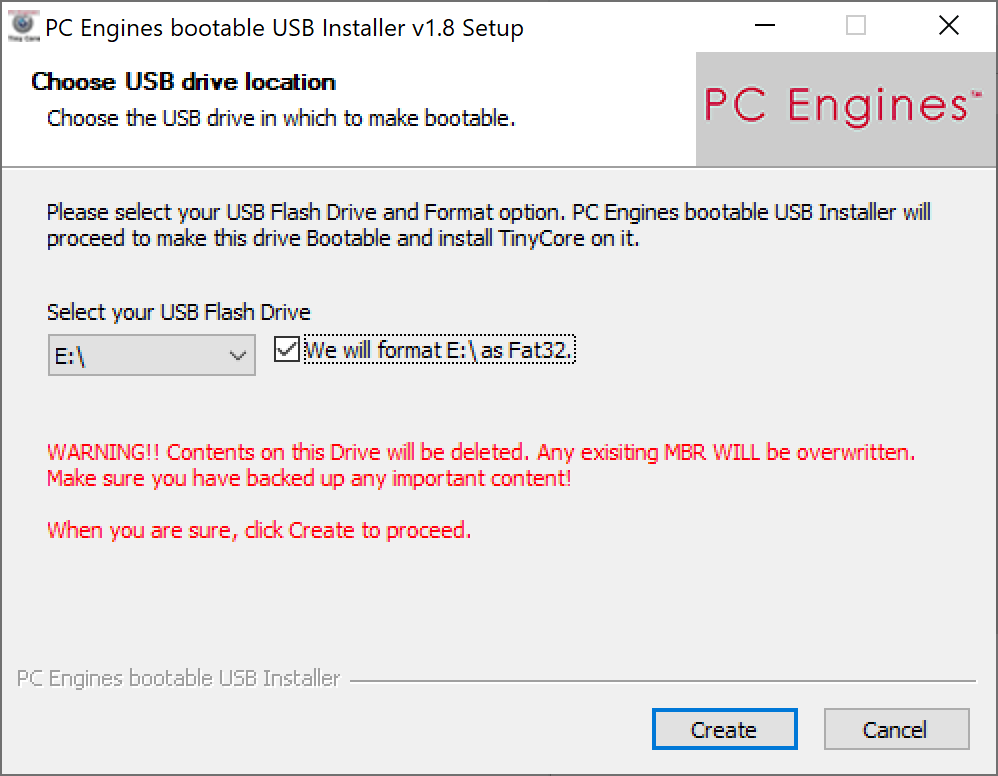 PC Engines bootable USB Installer v1.8 Setup
Choose USB drive location
Choose the USB drive in which to make bootable.
PC Engines™
Please select your USB Flash Drive and Format option. PC Engines bootable USB Installer will
proceed to make this drive Bootable and install TinyCore on it.
Select your USB Flash Drive
E:\
We will format E:\ as Fat32.
WARNING!! Contents on this Drive will be deleted. Any exisiting MBR WILL be overwritten.
Make sure you have backed up any important content!
When you are sure, click Create to proceed.
PC Engines bootable USB Installer
Create
Cancel